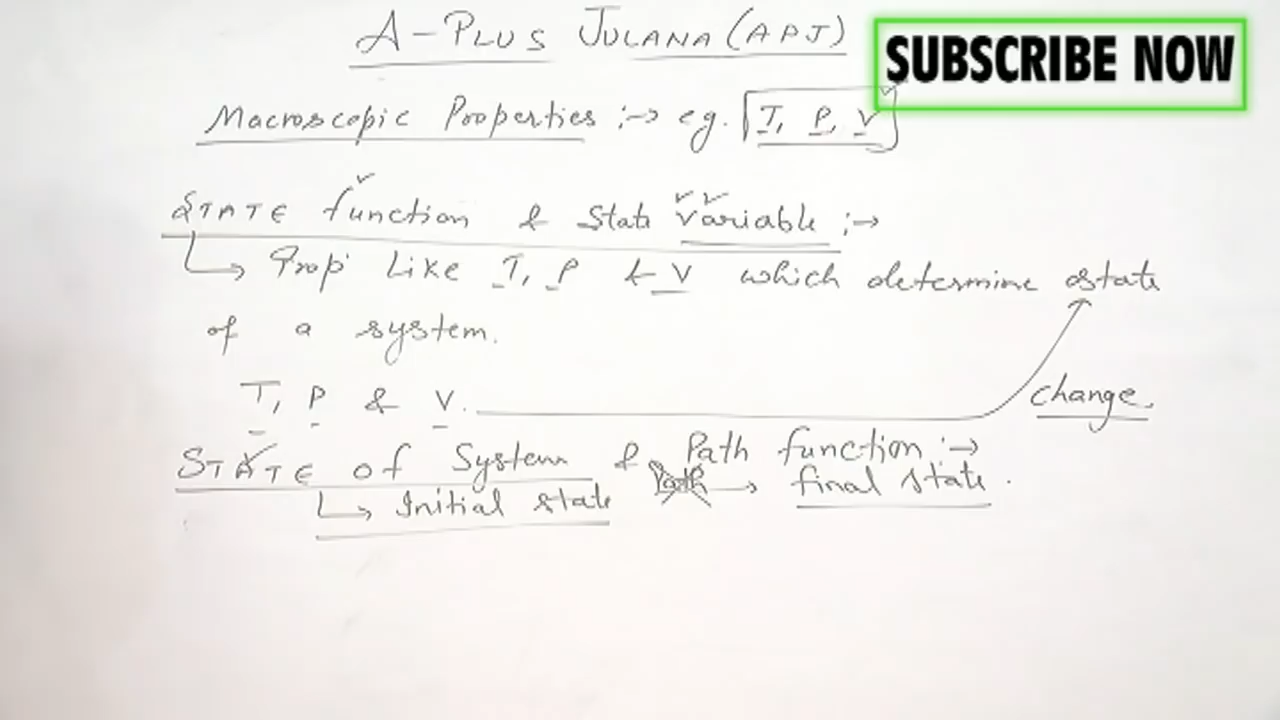 A-PLUS JULANA (APJ)
SUBSCRIBE NOW
Macroscopic Properties :→ eg. T, P, V
STATE function & State variable :→
↳ Prop like T, P & V which determine state
of a system.
T, P & V.
change.
STATE of System & Path function :→
↳ Initial state → final state.